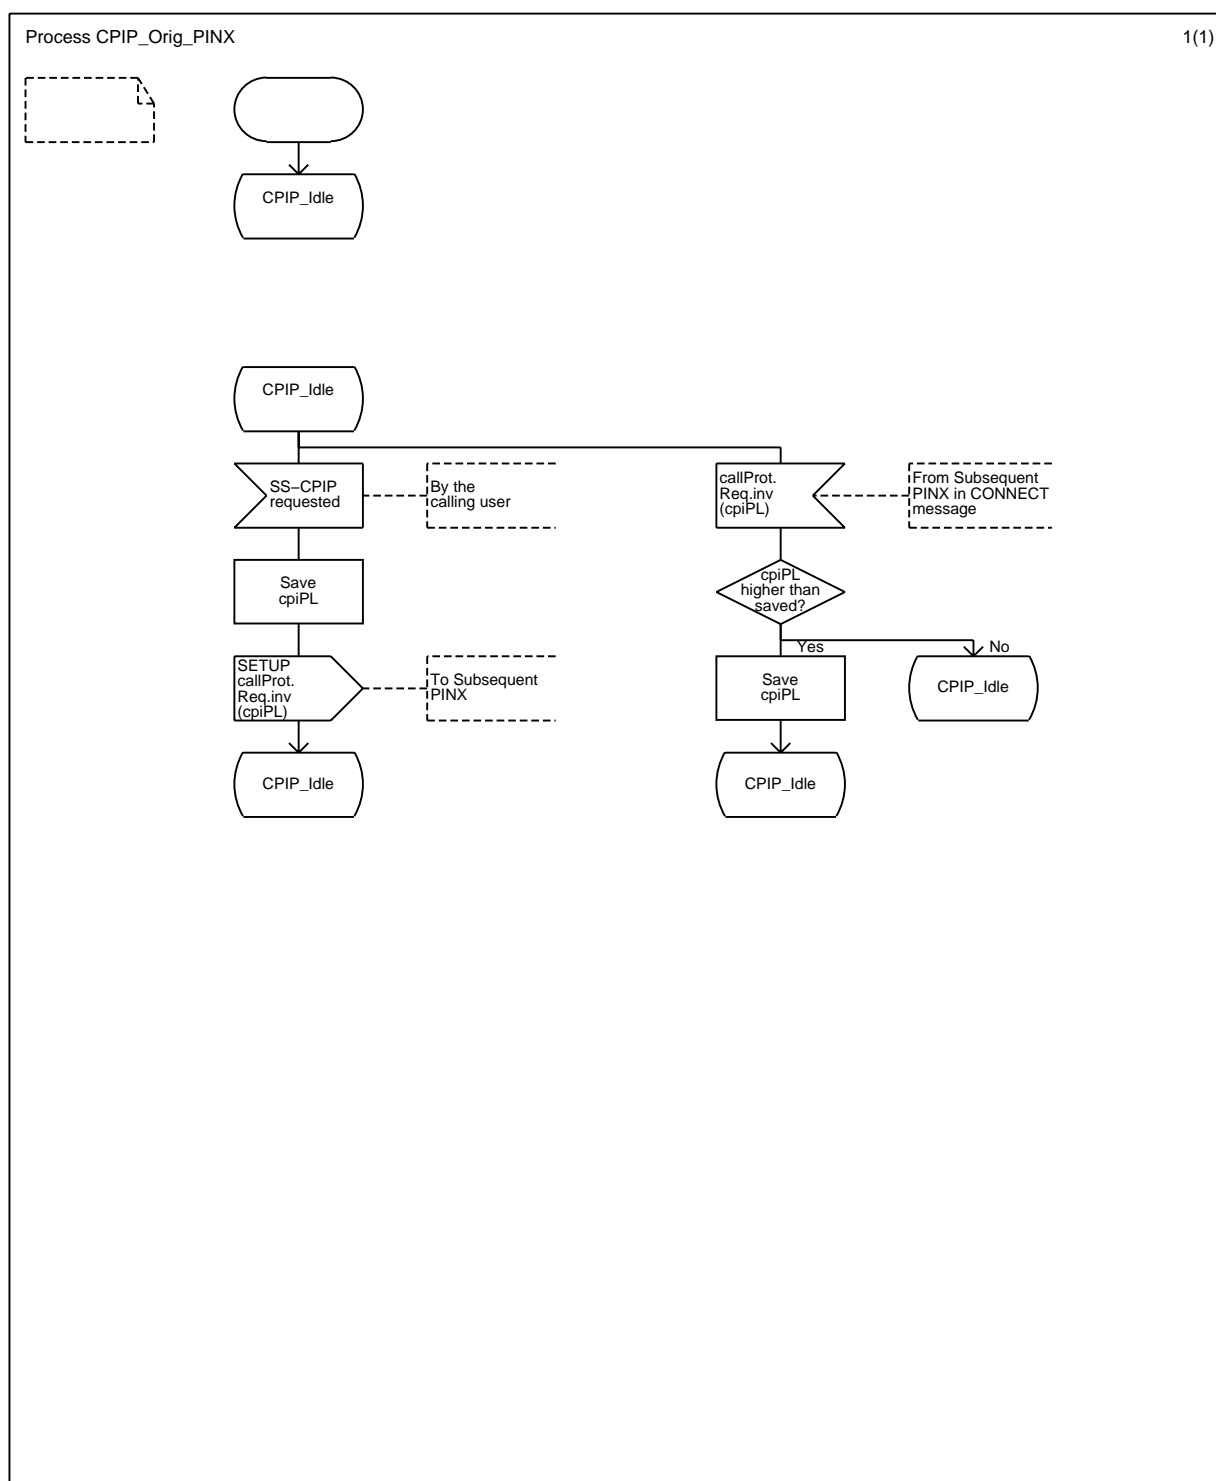 Process CPIP_Orig_PINX
1(1)
CPIP_Idle
CPIP_Idle
SS−CPIP
requested
By the
calling user
callProt.
Req.inv
(cpiPL)
From Subsequent
PINX in CONNECT
message
Save
cpiPL
cpiPL
higher than
saved?
Yes
No
SETUP
callProt.
Req.inv
(cpiPL)
To Subsequent
PINX
Save
cpiPL
CPIP_Idle
CPIP_Idle
CPIP_Idle